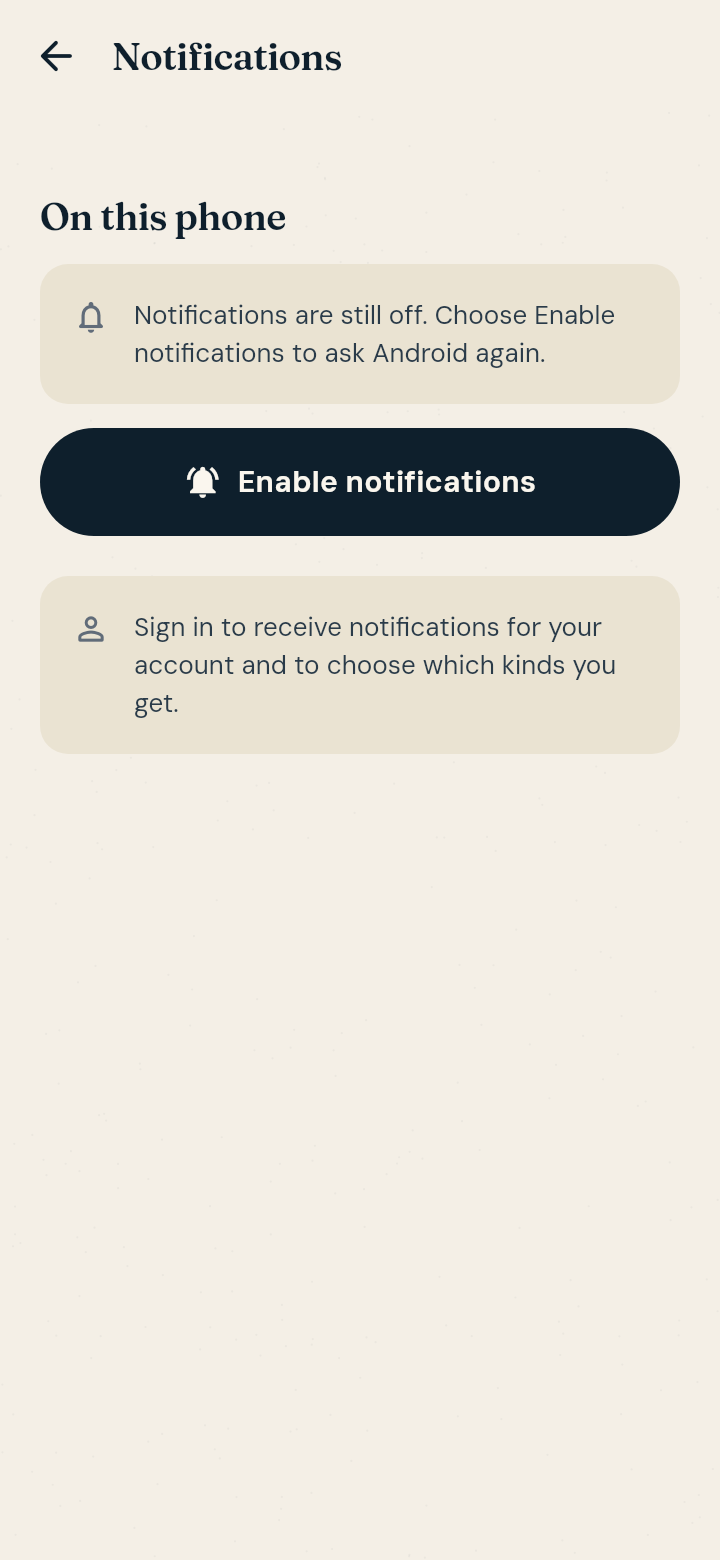 Notifications
On this phone
Notifications are still off. Choose Enable
notifications to ask Android again.
Enable notifications
Sign in to receive notifications for your
account and to choose which kinds you
get.